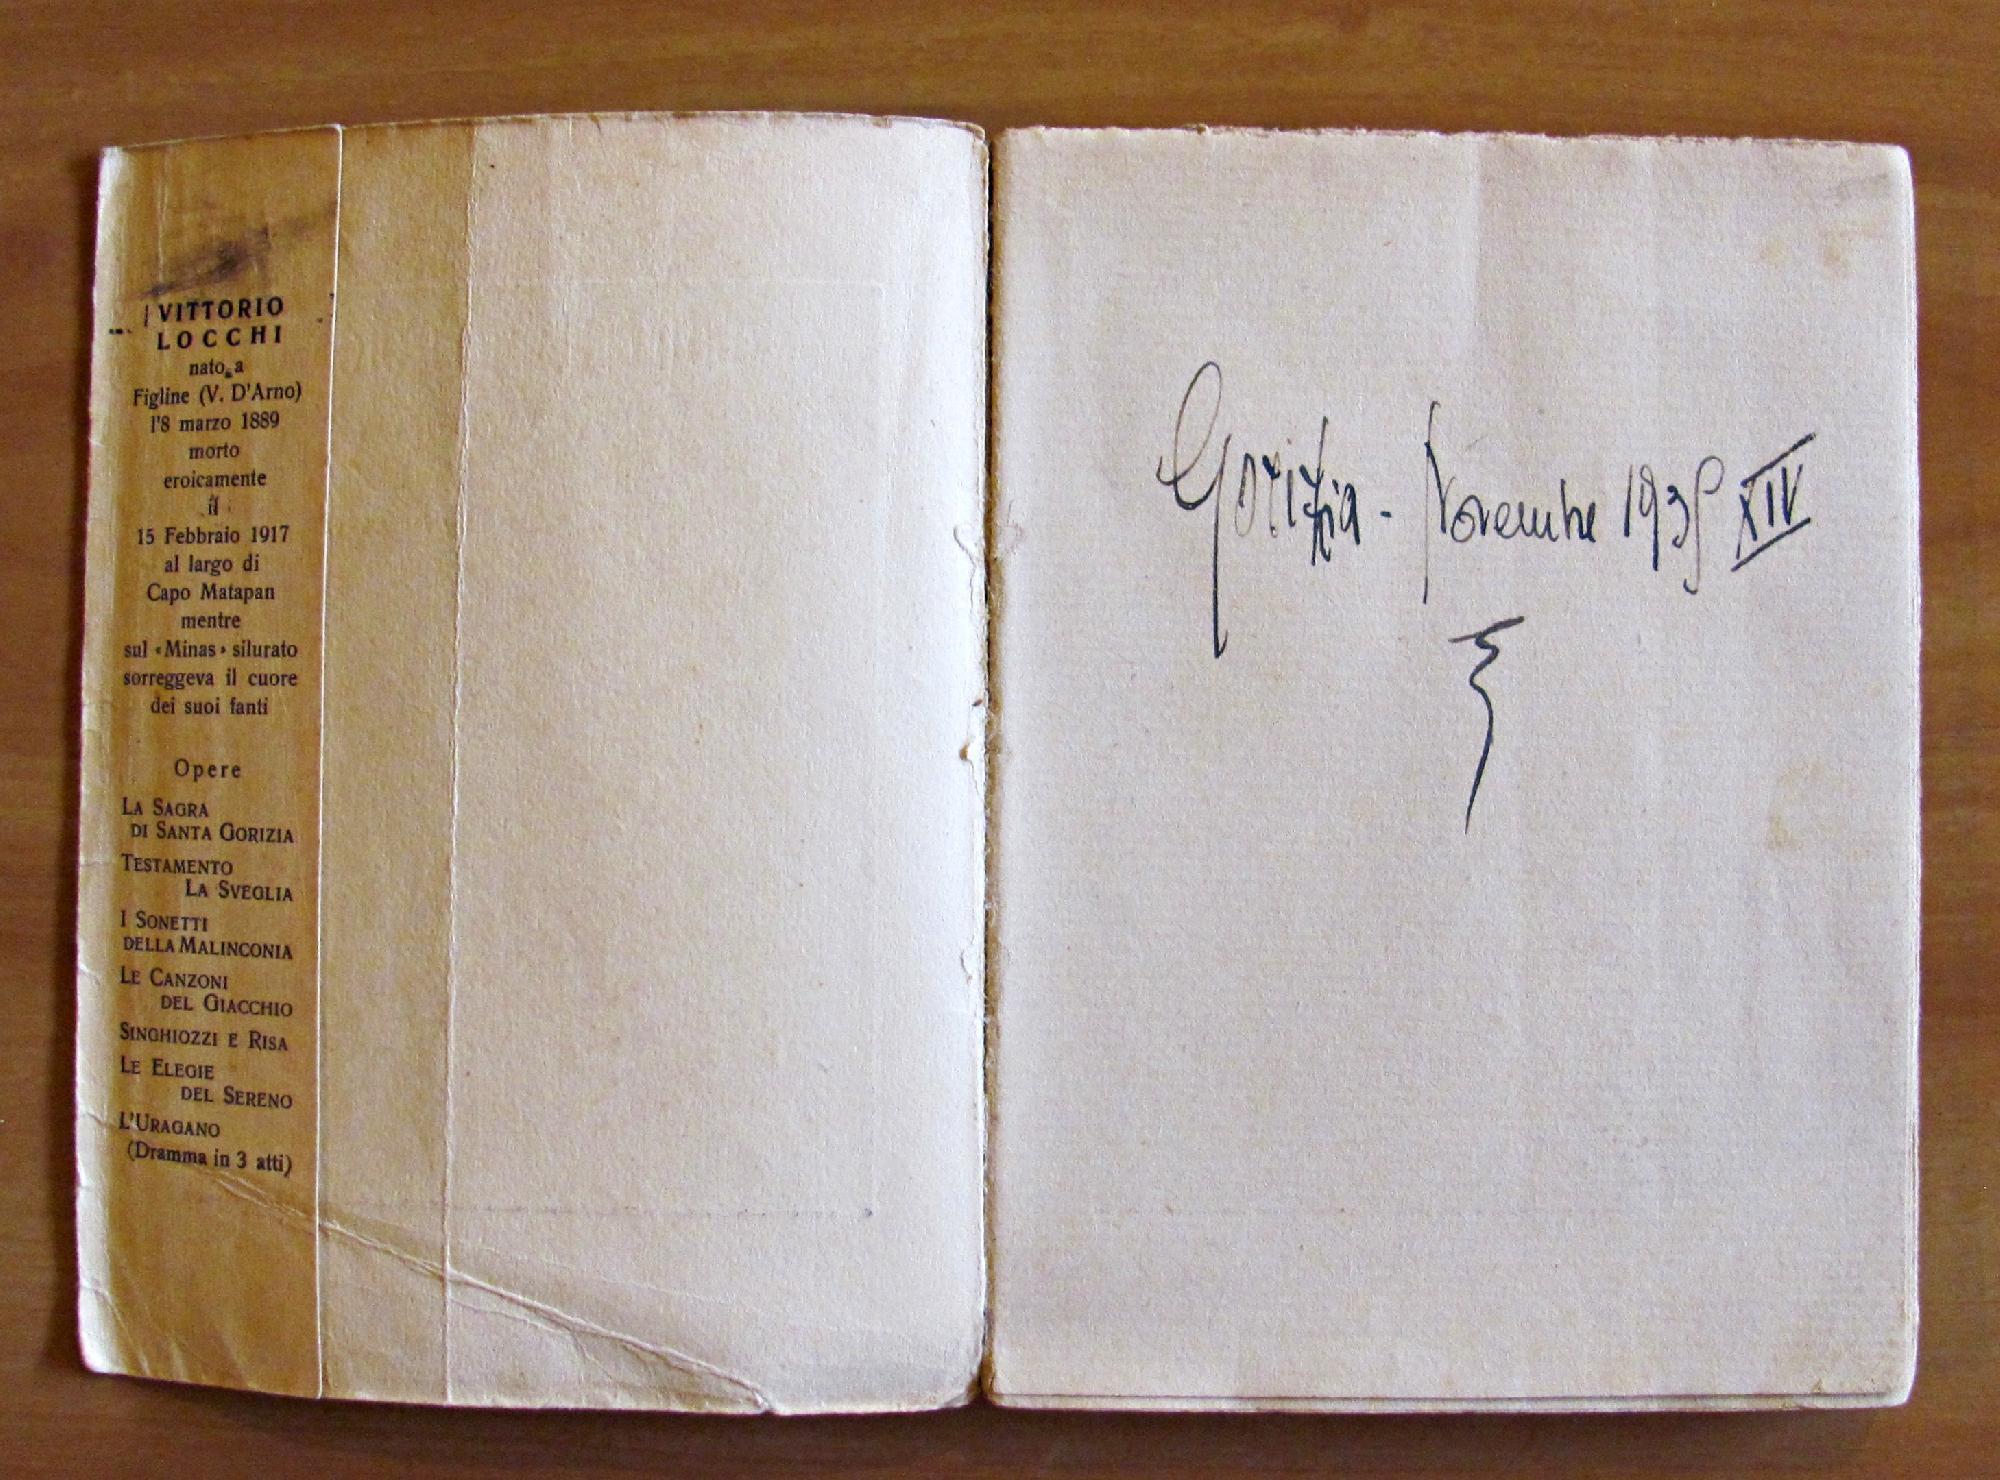 VITTORIO
LOCCHI
nato a
Figline (V. D'Arno)
l'8 marzo 1889
morto
eroicamente
il
15 Febbraio 1917
al largo di
Capo Matapan
mentre
sul «Minas» silurato
sorreggeva il cuore
dei suoi fanti
Opere
LA SAGRA
DI SANTA GORIZIA
TESTAMENTO
LA SVEGLIA
I SONETTI
DELLA MALINCONIA
LE CANZONI
DEL GIACCHIO
SINGHIOZZI E RISA
LE ELEGIE
DEL SERENO
L'URAGANO
(Dramma in 3 atti)
Gorizia - Novembre 1935 XIV